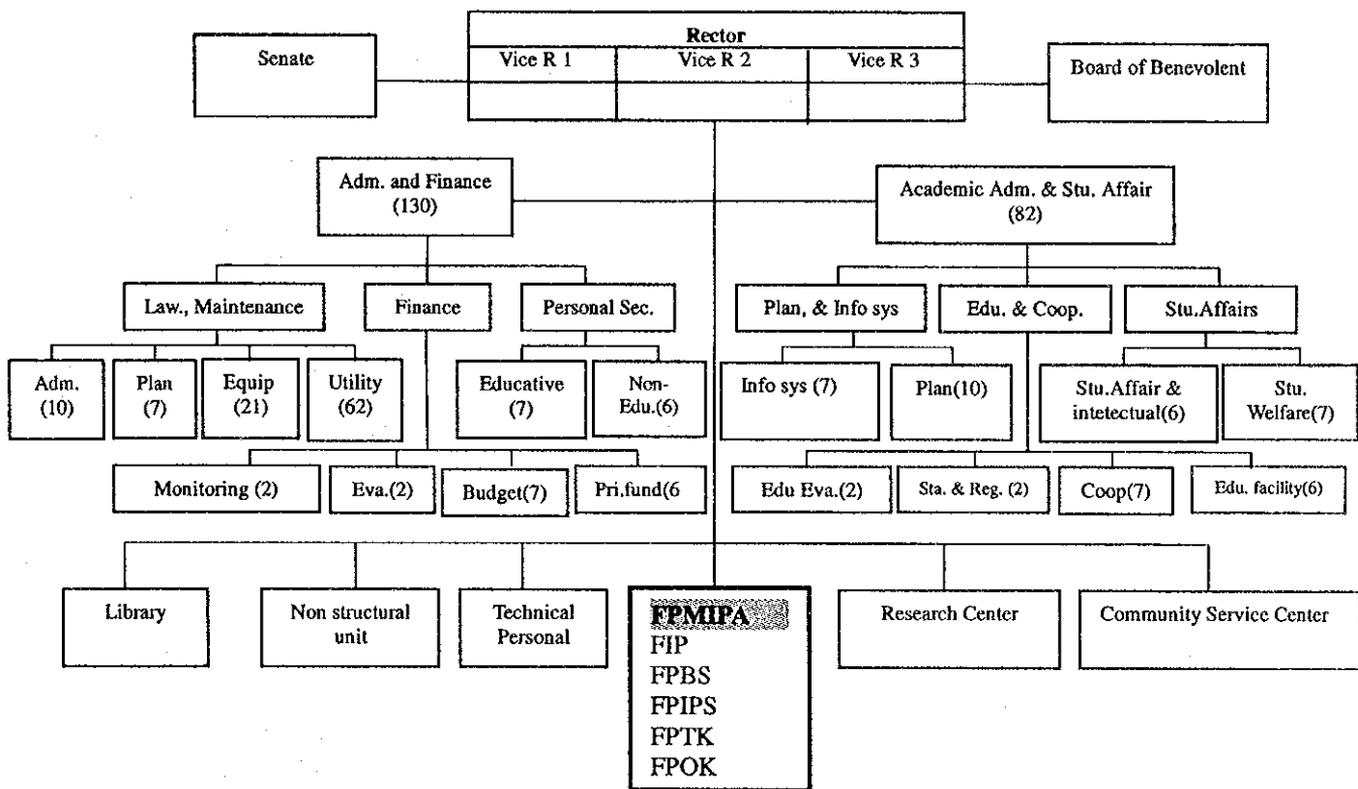 Rector
Senate
Vice R 1
Vice R 2
Vice R 3
Board of Benevolent
Adm. and Finance
(130)
Academic Adm. & Stu. Affair
(82)
Law., Maintenance
Finance
Personal Sec.
Plan, & Info sys
Edu. & Coop.
Stu.Affairs
Adm.
(10)
Plan
(7)
Equip
(21)
Utility
(62)
Educative
(7)
Non-
Edu.(6)
Info sys (7)
Plan(10)
Stu.Affair &
intetectual(6)
Stu.
Welfare(7)
Monitoring (2)
Eva.(2)
Budget(7)
Pri.fund(6
Edu Eva.(2)
Sta. & Reg. (2)
Coop(7)
Edu. facility(6)
Library
Non structural
unit
Technical
Personal
FPMIPA
FIP
FPBS
FPIPS
FPTK
FPOK
Research Center
Community Service Center